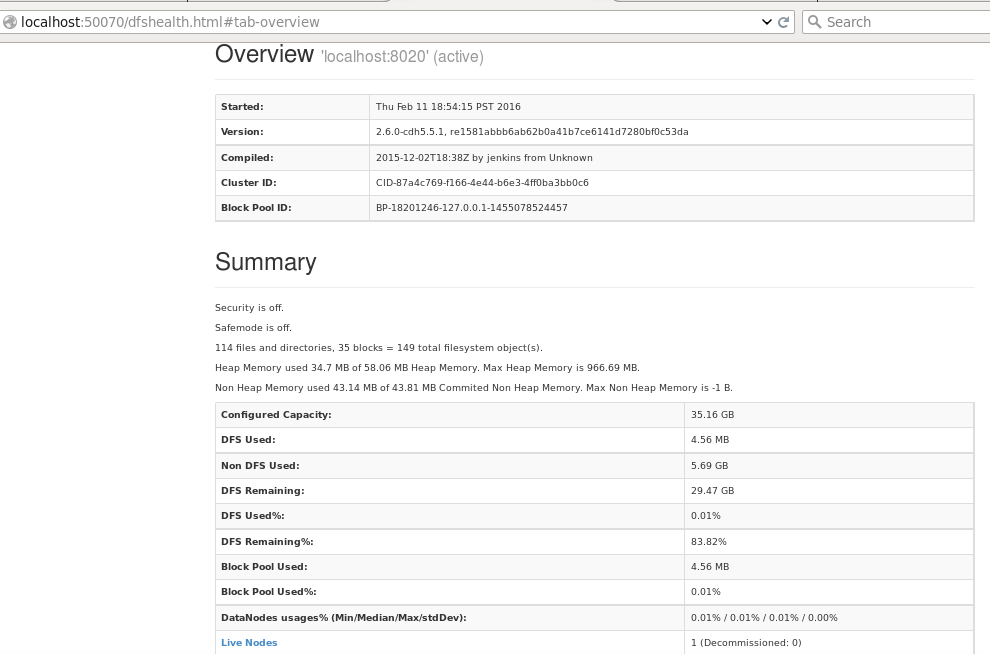 localhost:50070/dfshealth.html#tab-overview
Search
Overview 'localhost:8020' (active)
Started: Thu Feb 11 18:54:15 PST 2016
Version: 2.6.0-cdh5.5.1, re1581abbb6ab62b0a41b7ce6141d7280bf0c53da
Compiled: 2015-12-02T18:38Z by jenkins from Unknown
Cluster ID: CID-87a4c769-f166-4e44-b6e3-4ff0ba3bb0c6
Block Pool ID: BP-18201246-127.0.0.1-1455078524457
Summary
Security is off.
Safemode is off.
114 files and directories, 35 blocks = 149 total filesystem object(s).
Heap Memory used 34.7 MB of 58.06 MB Heap Memory. Max Heap Memory is 966.69 MB.
Non Heap Memory used 43.14 MB of 43.81 MB Commited Non Heap Memory. Max Non Heap Memory is -1 B.
Configured Capacity: 35.16 GB
DFS Used: 4.56 MB
Non DFS Used: 5.69 GB
DFS Remaining: 29.47 GB
DFS Used%: 0.01%
DFS Remaining%: 83.82%
Block Pool Used: 4.56 MB
Block Pool Used%: 0.01%
DataNodes usages% (Min/Median/Max/stdDev): 0.01% / 0.01% / 0.01% / 0.00%
Live Nodes 1 (Decommissioned: 0)